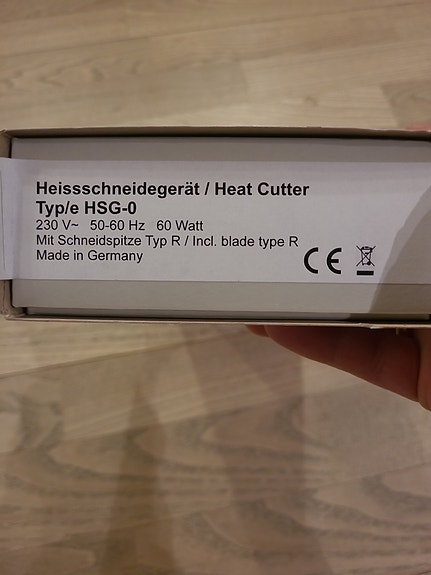 Heissschneidegerät / Heat Cutter
Typ/e HSG-0
230 V~ 50-60 Hz 60 Watt
Mit Schneidspitze Typ R / Incl. blade type R
Made in Germany
CE